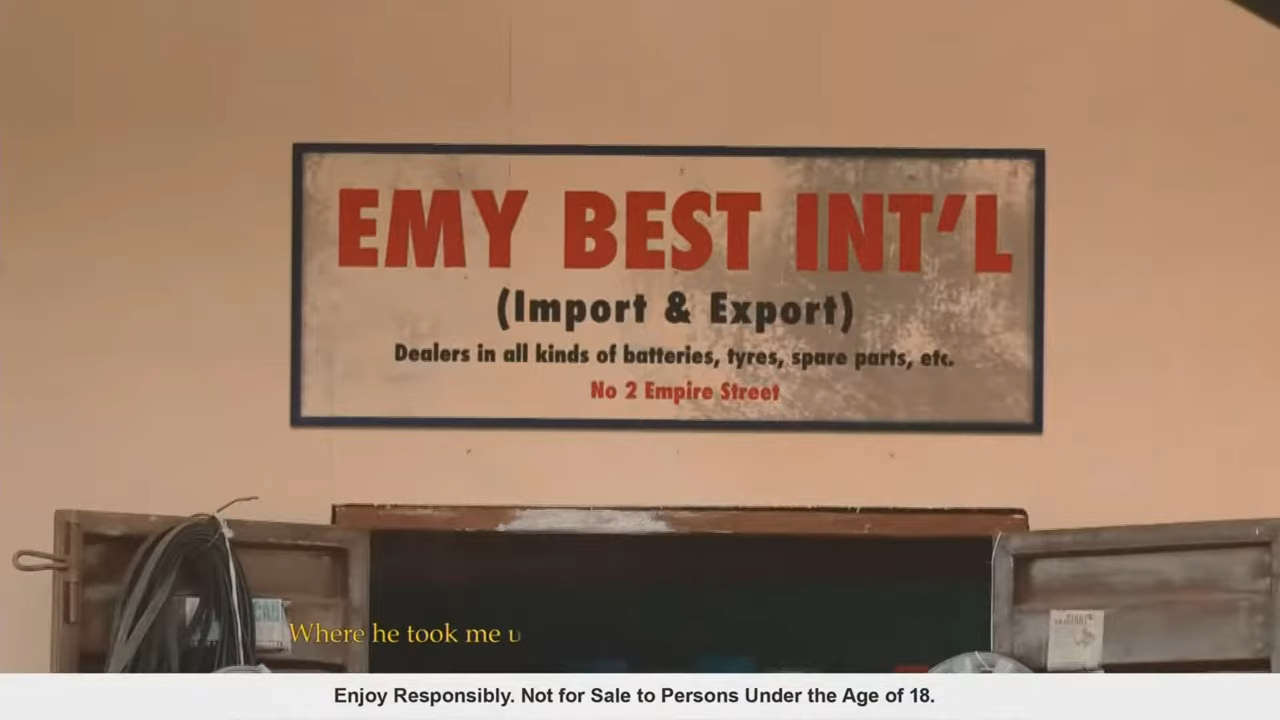 EMY BEST INT'L
(Import & Export)
Dealers in all kinds of batteries, tyres, spare parts, etc.
No 2 Empire Street
Where he took me
Enjoy Responsibly. Not for Sale to Persons Under the Age of 18.